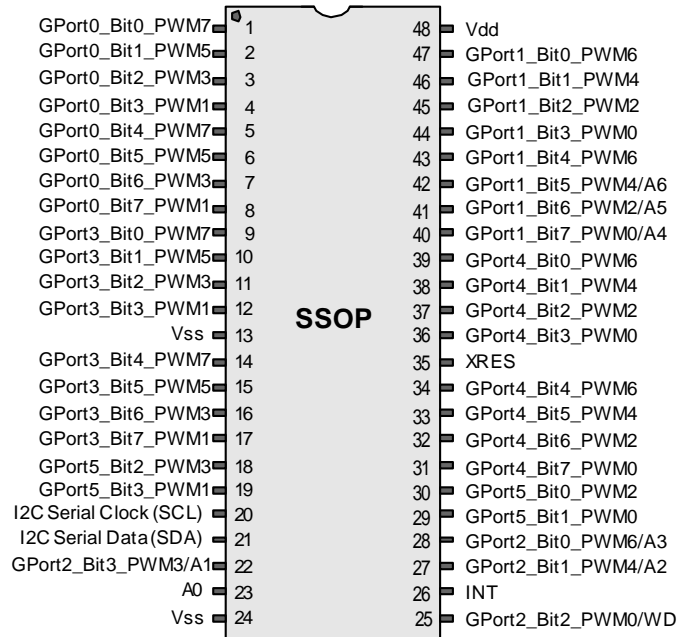 GPort0_Bit0_PWM7 1 48 Vdd
GPort0_Bit1_PWM5 2 47 GPort1_Bit0_PWM6
GPort0_Bit2_PWM3 3 46 GPort1_Bit1_PWM4
GPort0_Bit3_PWM1 4 45 GPort1_Bit2_PWM2
GPort0_Bit4_PWM7 5 44 GPort1_Bit3_PWM0
GPort0_Bit5_PWM5 6 43 GPort1_Bit4_PWM6
GPort0_Bit6_PWM3 7 42 GPort1_Bit5_PWM4/A6
GPort0_Bit7_PWM1 8 41 GPort1_Bit6_PWM2/A5
GPort3_Bit0_PWM7 9 40 GPort1_Bit7_PWM0/A4
GPort3_Bit1_PWM5 10 39 GPort4_Bit0_PWM6
GPort3_Bit2_PWM3 11 38 GPort4_Bit1_PWM4
GPort3_Bit3_PWM1 12 SSOP 37 GPort4_Bit2_PWM2
Vss 13 36 GPort4_Bit3_PWM0
GPort3_Bit4_PWM7 14 35 XRES
GPort3_Bit5_PWM5 15 34 GPort4_Bit4_PWM6
GPort3_Bit6_PWM3 16 33 GPort4_Bit5_PWM4
GPort3_Bit7_PWM1 17 32 GPort4_Bit6_PWM2
GPort5_Bit2_PWM3 18 31 GPort4_Bit7_PWM0
GPort5_Bit3_PWM1 19 30 GPort5_Bit0_PWM2
I2C Serial Clock (SCL) 20 29 GPort5_Bit1_PWM0
I2C Serial Data (SDA) 21 28 GPort2_Bit0_PWM6/A3
GPort2_Bit3_PWM3/A1 22 27 GPort2_Bit1_PWM4/A2
A0 23 26 INT
Vss 24 25 GPort2_Bit2_PWM0/WD